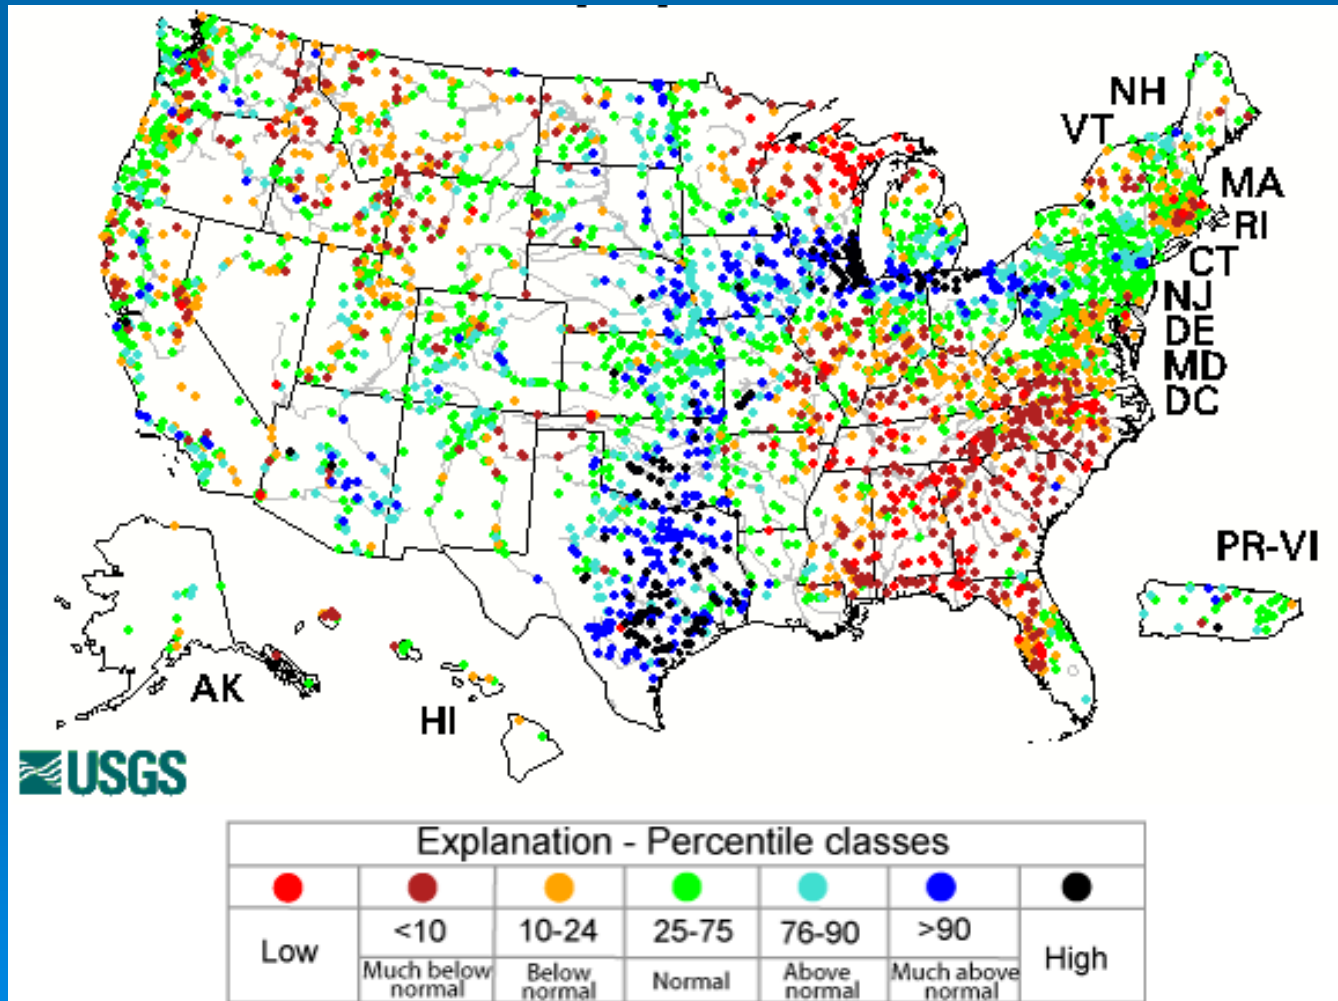 NH
VT
MA
RI
CT
NJ
DE
MD
DC
PR-VI
AK
HI
USGS
Explanation - Percentile classes
Low
<10
10-24
25-75
76-90
>90
High
Much below normal
Below normal
Normal
Above normal
Much above normal